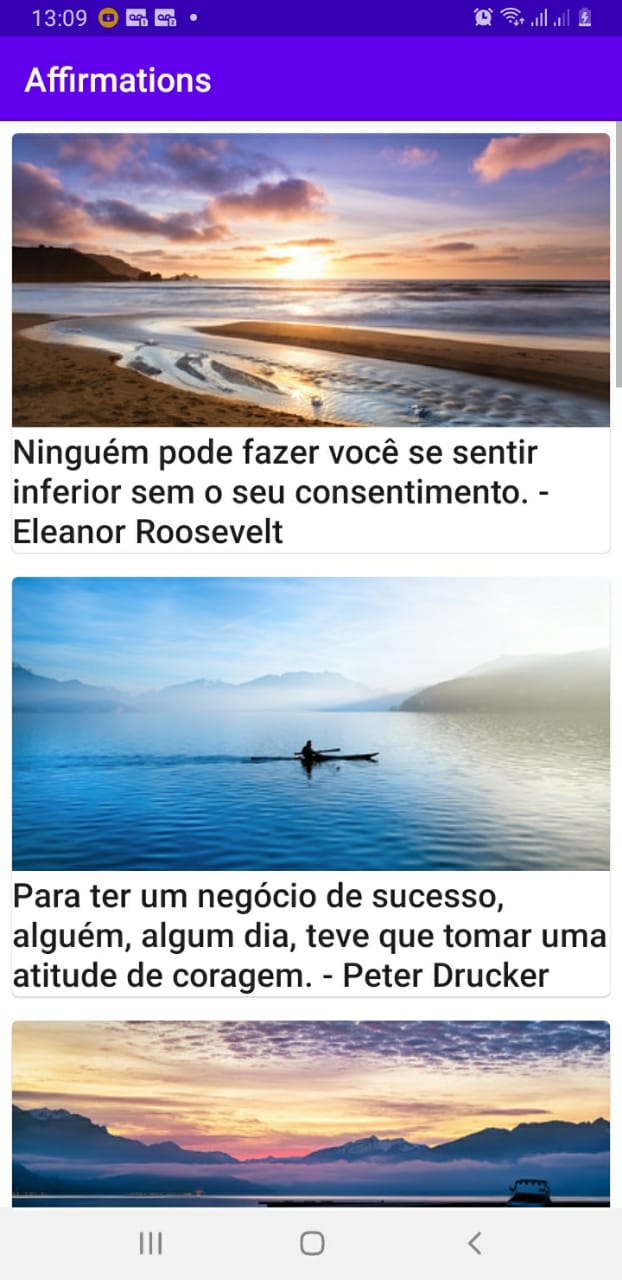 13:09
Affirmations
Ninguém pode fazer você se sentir
inferior sem o seu consentimento. -
Eleanor Roosevelt
Para ter um negócio de sucesso,
alguém, algum dia, teve que tomar uma
atitude de coragem. - Peter Drucker